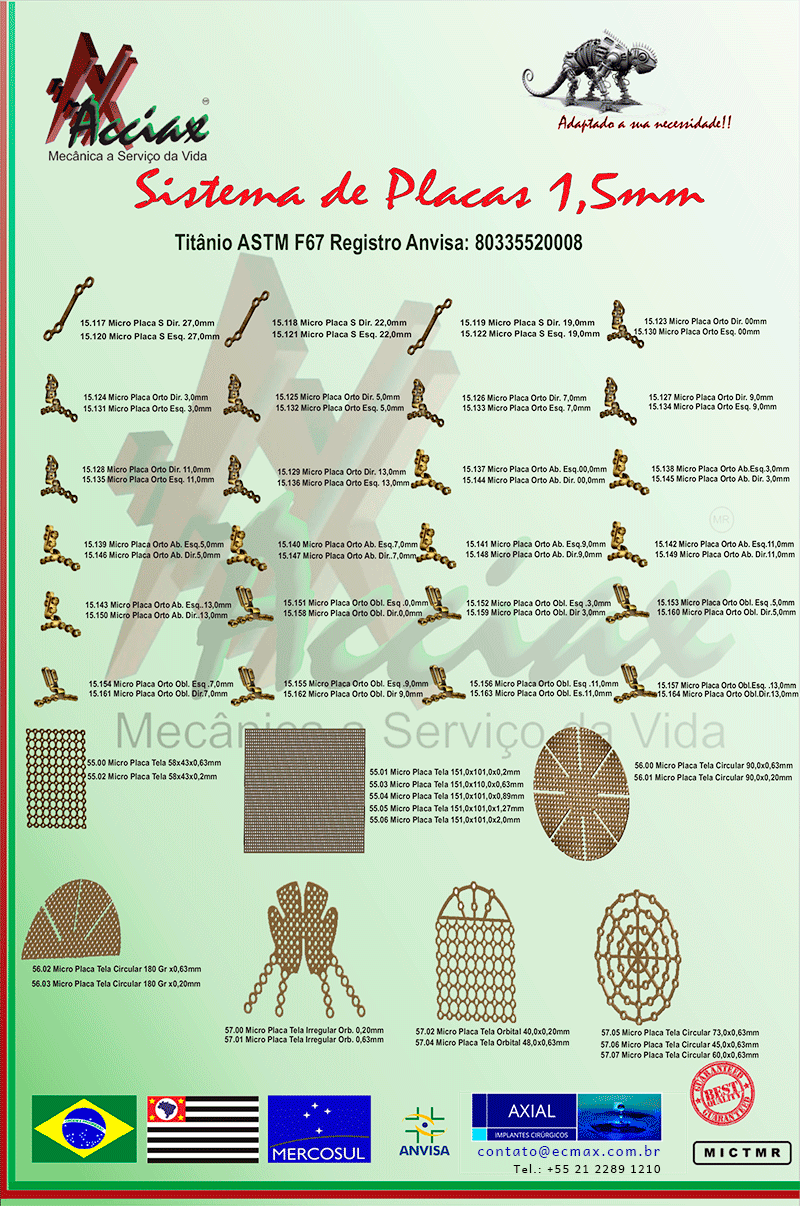 Acciax
MR
Mecânica a Serviço da Vida
Adaptado a sua necessidade!!
Sistema de Placas 1,5mm
Titânio ASTM F67 Registro Anvisa: 80335520008
15.117 Micro Placa S Dir. 27,0mm
15.120 Micro Placa S Esq. 27,0mm
15.118 Micro Placa S Dir. 22,0mm
15.121 Micro Placa S Esq. 22,0mm
15.119 Micro Placa S Dir. 19,0mm
15.122 Micro Placa S Esq. 19,0mm
15.123 Micro Placa Orto Dir. 00mm
15.130 Micro Placa Orto Esq. 00mm
15.124 Micro Placa Orto Dir. 3,0mm
15.131 Micro Placa Orto Esq. 3,0mm
15.125 Micro Placa Orto Dir. 5,0mm
15.132 Micro Placa Orto Esq. 5,0mm
15.126 Micro Placa Orto Dir. 7,0mm
15.133 Micro Placa Orto Esq. 7,0mm
15.127 Micro Placa Orto Dir. 9,0mm
15.134 Micro Placa Orto Esq. 9,0mm
15.128 Micro Placa Orto Dir. 11,0mm
15.135 Micro Placa Orto Esq. 11,0mm
15.129 Micro Placa Orto Dir. 13,0mm
15.136 Micro Placa Orto Esq. 13,0mm
15.137 Micro Placa Orto Ab. Esq.00,0mm
15.144 Micro Placa Orto Ab. Dir. 00,0mm
15.138 Micro Placa Orto Ab.Esq.3,0mm
15.145 Micro Placa Orto Ab. Dir. 3,0mm
15.139 Micro Placa Orto Ab. Esq.5,0mm
15.146 Micro Placa Orto Ab. Dir.5,0mm
15.140 Micro Placa Orto Ab. Esq.7,0mm
15.147 Micro Placa Orto Ab. Dir..7,0mm
15.141 Micro Placa Orto Ab. Esq.9,0mm
15.148 Micro Placa Orto Ab. Dir.9,0mm
15.142 Micro Placa Orto Ab. Esq.11,0mm
15.149 Micro Placa Orto Ab. Dir.11,0mm
15.143 Micro Placa Orto Ab. Esq..13,0mm
15.150 Micro Placa Orto Ab. Dir..13,0mm
15.151 Micro Placa Orto Obl. Esq .0,0mm
15.158 Micro Placa Orto Obl. Dir.0,0mm
15.152 Micro Placa Orto Obl. Esq .3,0mm
15.159 Micro Placa Orto Obl. Dir 3,0mm
15.153 Micro Placa Orto Obl. Esq .5,0mm
15.160 Micro Placa Orto Obl. Dir.5,0mm
15.154 Micro Placa Orto Obl. Esq .7,0mm
15.161 Micro Placa Orto Obl. Dir.7,0mm
15.155 Micro Placa Orto Obl. Esq .9,0mm
15.162 Micro Placa Orto Obl. Dir 9,0mm
15.156 Micro Placa Orto Obl. Esq .11,0mm
15.163 Micro Placa Orto Obl. Es.11,0mm
15.157 Micro Placa Orto Obl.Esq. .13,0mm
15.164 Micro Placa Orto Obl.Dir.13,0mm
MR
Acciax
Mecânica a Serviço da Vida
55.00 Micro Placa Tela 58x43x0,63mm
55.02 Micro Placa Tela 58x43x0,2mm
55.01 Micro Placa Tela 151,0x101,0x0,2mm
55.03 Micro Placa Tela 151,0x110,0x0,63mm
55.04 Micro Placa Tela 151,0x101,0x0,89mm
55.05 Micro Placa Tela 151,0x101,0x1,27mm
55.06 Micro Placa Tela 151,0x101,0x2,0mm
56.00 Micro Placa Tela Circular 90,0x0,63mm
56.01 Micro Placa Tela Circular 90,0x0,20mm
56.02 Micro Placa Tela Circular 180 Gr x0,63mm
56.03 Micro Placa Tela Circular 180 Gr x0,20mm
57.00 Micro Placa Tela Irregular Orb. 0,20mm
57.01 Micro Placa Tela Irregular Orb. 0,63mm
57.02 Micro Placa Tela Orbital 40,0x0,20mm
57.04 Micro Placa Tela Orbital 48,0x0,63mm
57.05 Micro Placa Tela Circular 73,0x0,63mm
57.06 Micro Placa Tela Circular 45,0x0,63mm
57.07 Micro Placa Tela Circular 60,0x0,63mm
MERCOSUL
ANVISA
AXIAL
IMPLANTES CIRÚRGICOS
contato@ecmax.com.br
Tel.: +55 21 2289 1210
GUARANTEED
BEST
QUALITY
GUARANTEED
MICTMR